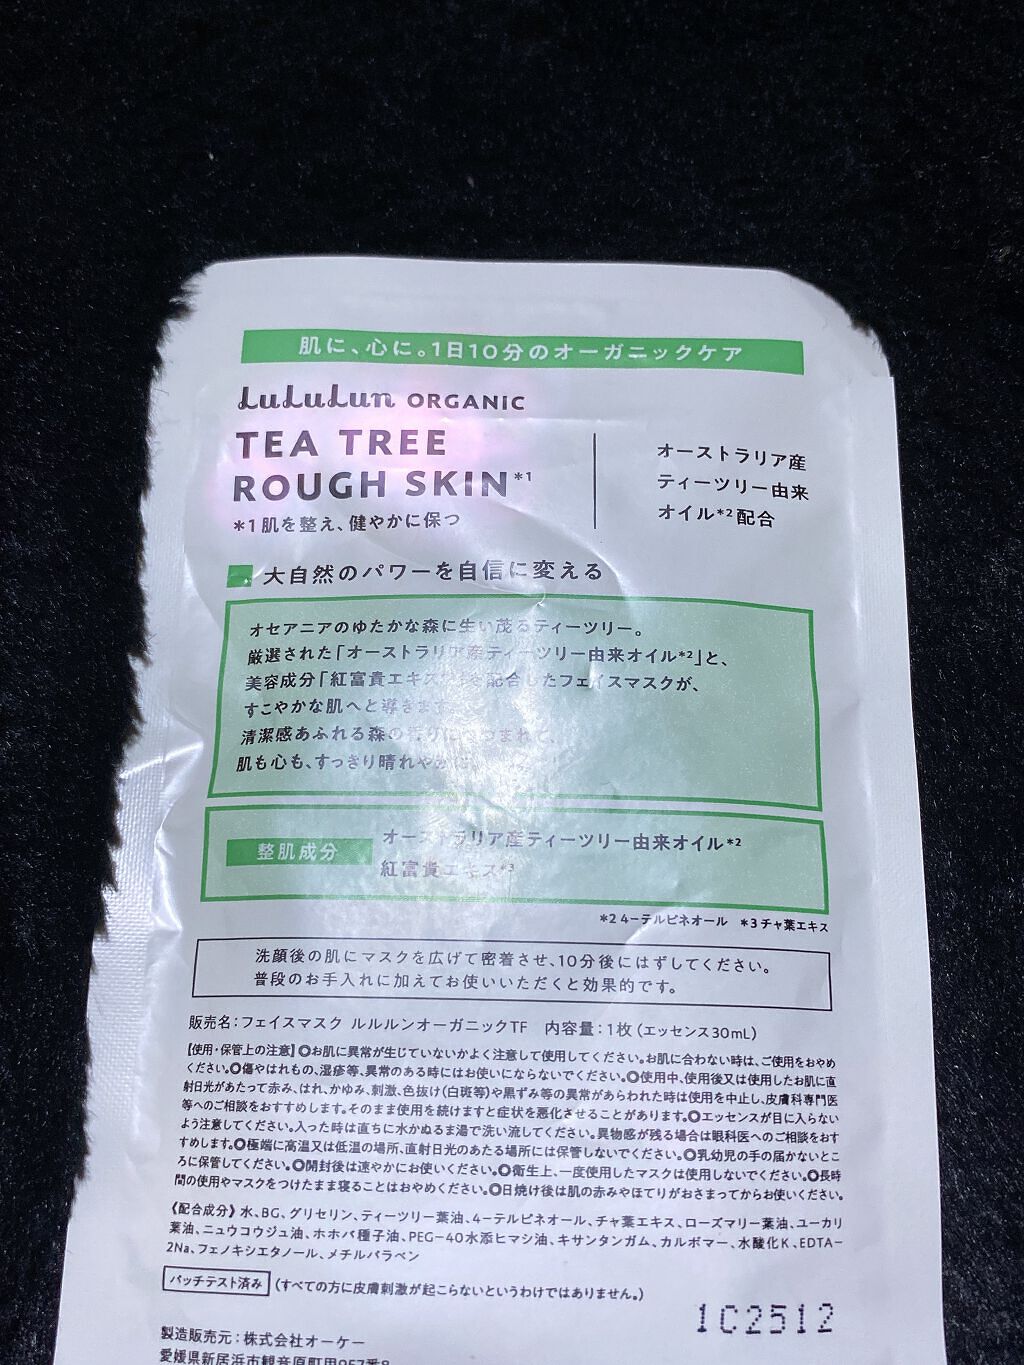 肌に、心に。1日10分のオーガニックケア
LuLuLun ORGANIC
TEA TREE
ROUGH SKIN*1
*1 肌を整え、健やかに保つ
オーストラリア産
ティーツリー由来
オイル*2配合
大自然のパワーを自信に変える
オセアニアのゆたかな森に生い茂るティーツリー。
厳選された「オーストラリア産ティーツリー由来オイル*2」と、
美容成分「紅富貴エキス を配合したフェイスマスクが、
すこやかな肌へと導きます
清潔感あふれる森の香りにつつまれて、
肌も心も、すっきり晴れやかに
整肌成分
オーストラリア産ティーツリー由来オイル*2
紅富貴エキス*3
*2 4-テルピネオール *3 チャ葉エキス
洗顔後の肌にマスクを広げて密着させ、10分後にはずしてください。
普段のお手入れに加えてお使いいただくと効果的です。
販売名：フェイスマスク ルルルンオーガニックTF 内容量：1枚（エッセンス30mL）
【使用・保管上の注意】◎お肌に異常が生じていないかよく注意して使用してください。お肌に合わない時は、ご使用をおやめ
ください。◎傷やはれもの、湿疹等、異常のある時にはお使いにならないでください。◎使用中、使用後又は使用したお肌に直
射日光があたって赤み、はれ、かゆみ、刺激、色抜け(白斑等)や黒ずみ等の異常があらわれた時は使用を中止し、皮膚科専門医
等へのご相談をおすすめします。そのまま使用を続けますと症状を悪化させることがあります。◎エッセンスが目に入らない
よう注意してください。入った時は直ちに水かぬるま湯で洗い流してください。異物感が残る場合は眼科医へのご相談をおす
すめします。◎極端に高温又は低温の場所、直射日光のあたる場所には保管しないでください。◎乳幼児の手の届かないとこ
ろに保管してください。◎開封後は速やかにお使いください。◎衛生上、一度使用したマスクは使用しないでください。◎長時
間の使用やマスクをつけたまま寝ることはおやめください。◎日焼け後は肌の赤みやほてりがおさまってからお使いください。
《配合成分》水、BG、グリセリン、ティーツリー葉油、4-テルピネオール、チャ葉エキス、ローズマリー葉油、ユーカリ
葉油、ニュウコウジュ油、ホホバ種子油、PEG-40水添ヒマシ油、キサンタンガム、カルボマー、水酸化K、EDTA-
2Na、フェノキシエタノール、メチルパラベン
パッチテスト済み（すべての方に皮膚刺激が起こらないというわけではありません。）
1C2512
製造販売元：株式会社オーケー
愛媛県新居浜市観音原町甲957番8